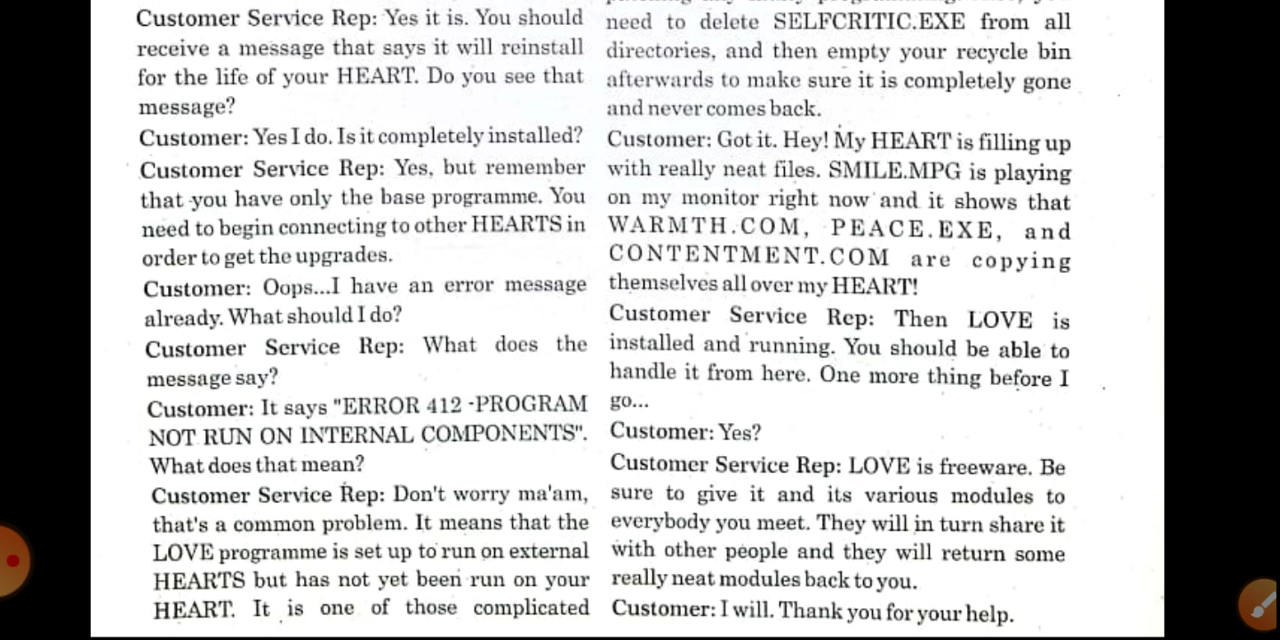 Customer Service Rep: Yes it is. You should
receive a message that says it will reinstall
for the life of your HEART. Do you see that
message?
Customer: Yes I do. Is it completely installed?
Customer Service Rep: Yes, but remember
that you have only the base programme. You
need to begin connecting to other HEARTS in
order to get the upgrades.
Customer: Oops...I have an error message
already. What should I do?
Customer Service Rep: What does the
message say?
Customer: It says "ERROR 412 -PROGRAM
NOT RUN ON INTERNAL COMPONENTS".
What does that mean?
Customer Service Rep: Don't worry ma'am,
that's a common problem. It means that the
LOVE programme is set up to run on external
HEARTS but has not yet been run on your
HEART. It is one of those complicated
need to delete SELFCRITIC.EXE from all
directories, and then empty your recycle bin
afterwards to make sure it is completely gone
and never comes back.
Customer: Got it. Hey! My HEART is filling up
with really neat files. SMILE.MPG is playing
on my monitor right now and it shows that
WARMTH.COM, PEACE.EXE, and
CONTENTMENT.COM are copying
themselves all over my HEART!
Customer Service Rep: Then LOVE is
installed and running. You should be able to
handle it from here. One more thing before I
go...
Customer: Yes?
Customer Service Rep: LOVE is freeware. Be
sure to give it and its various modules to
everybody you meet. They will in turn share it
with other people and they will return some
really neat modules back to you.
Customer: I will. Thank you for your help.